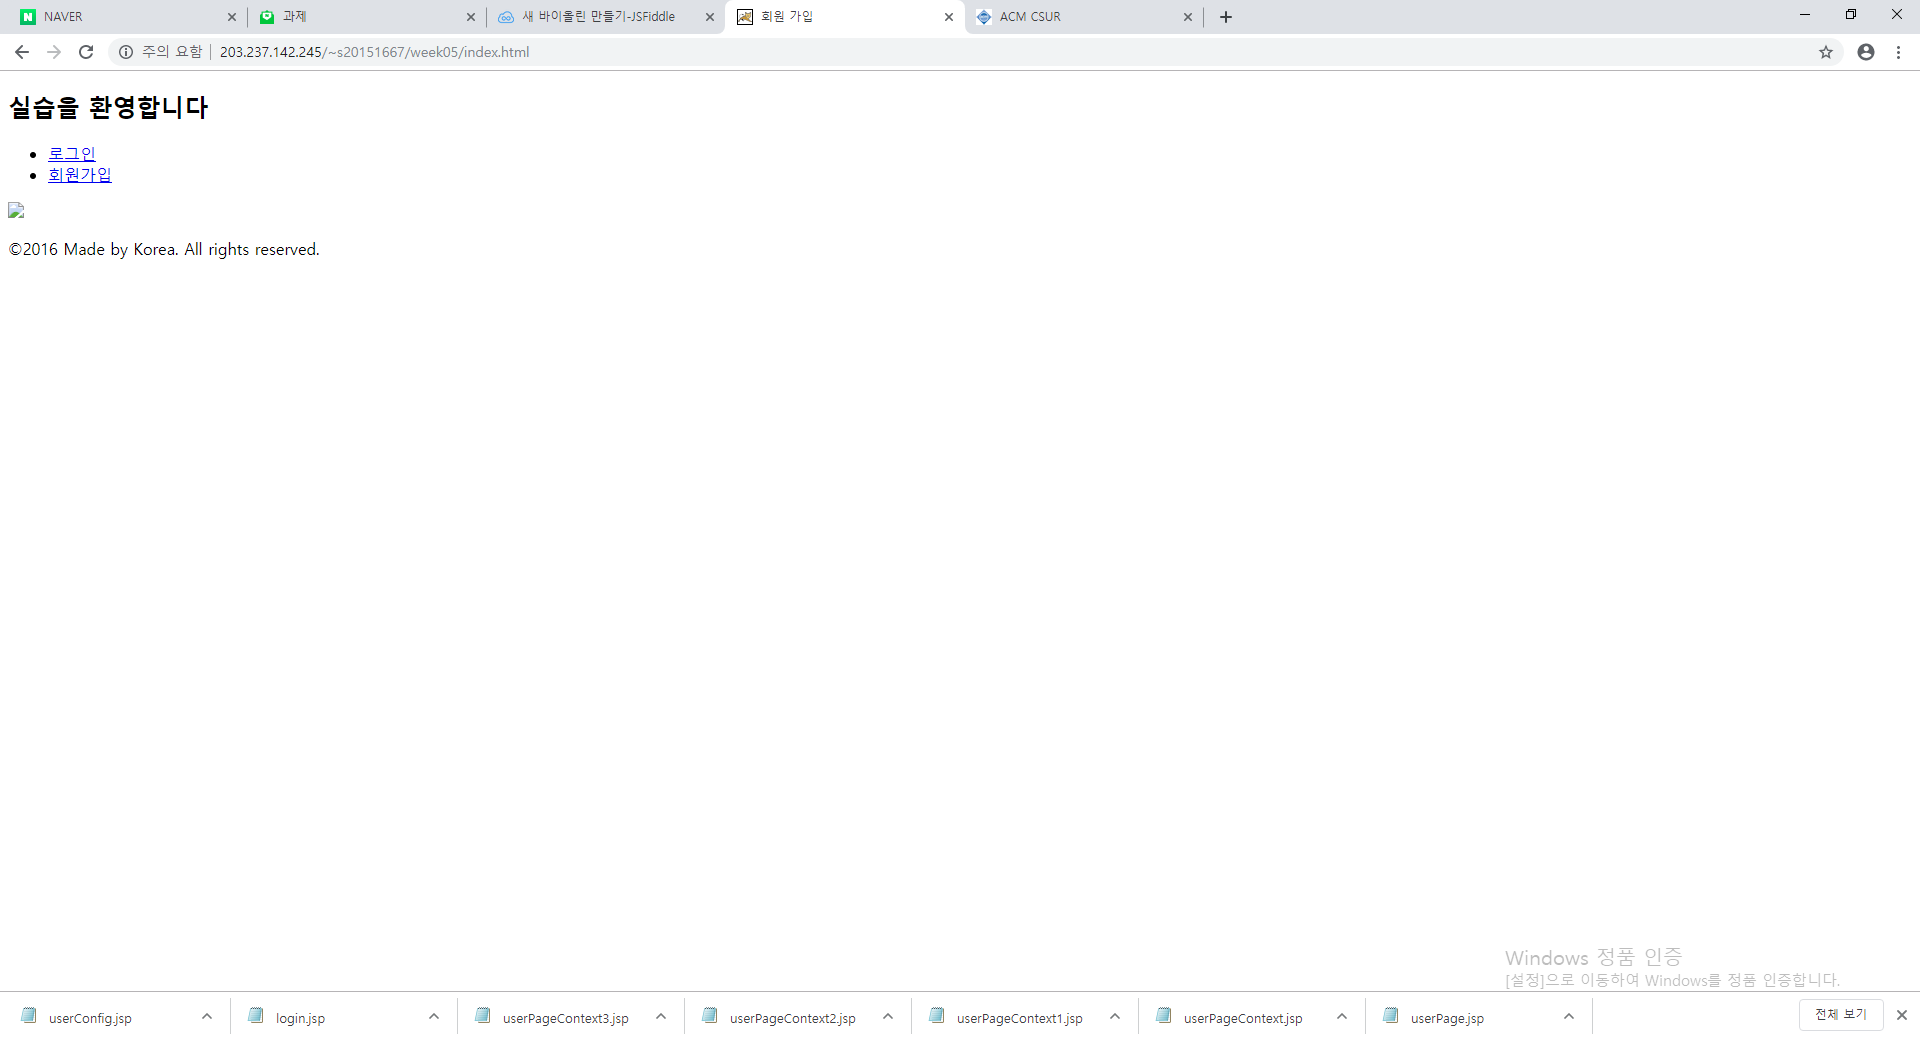 NAVER
과제
새 바이올린 만들기-JSFiddle
회원 가입
ACM CSUR
주의 요함
203.237.142.245/~s20151667/week05/index.html
실습을 환영합니다
로그인
회원가입
©2016 Made by Korea. All rights reserved.
Windows 정품 인증
[설정]으로 이동하여 Windows를 정품 인증합니다.
userConfig.jsp
login.jsp
userPageContext3.jsp
userPageContext2.jsp
userPageContext1.jsp
userPageContext.jsp
userPage.jsp
전체 보기